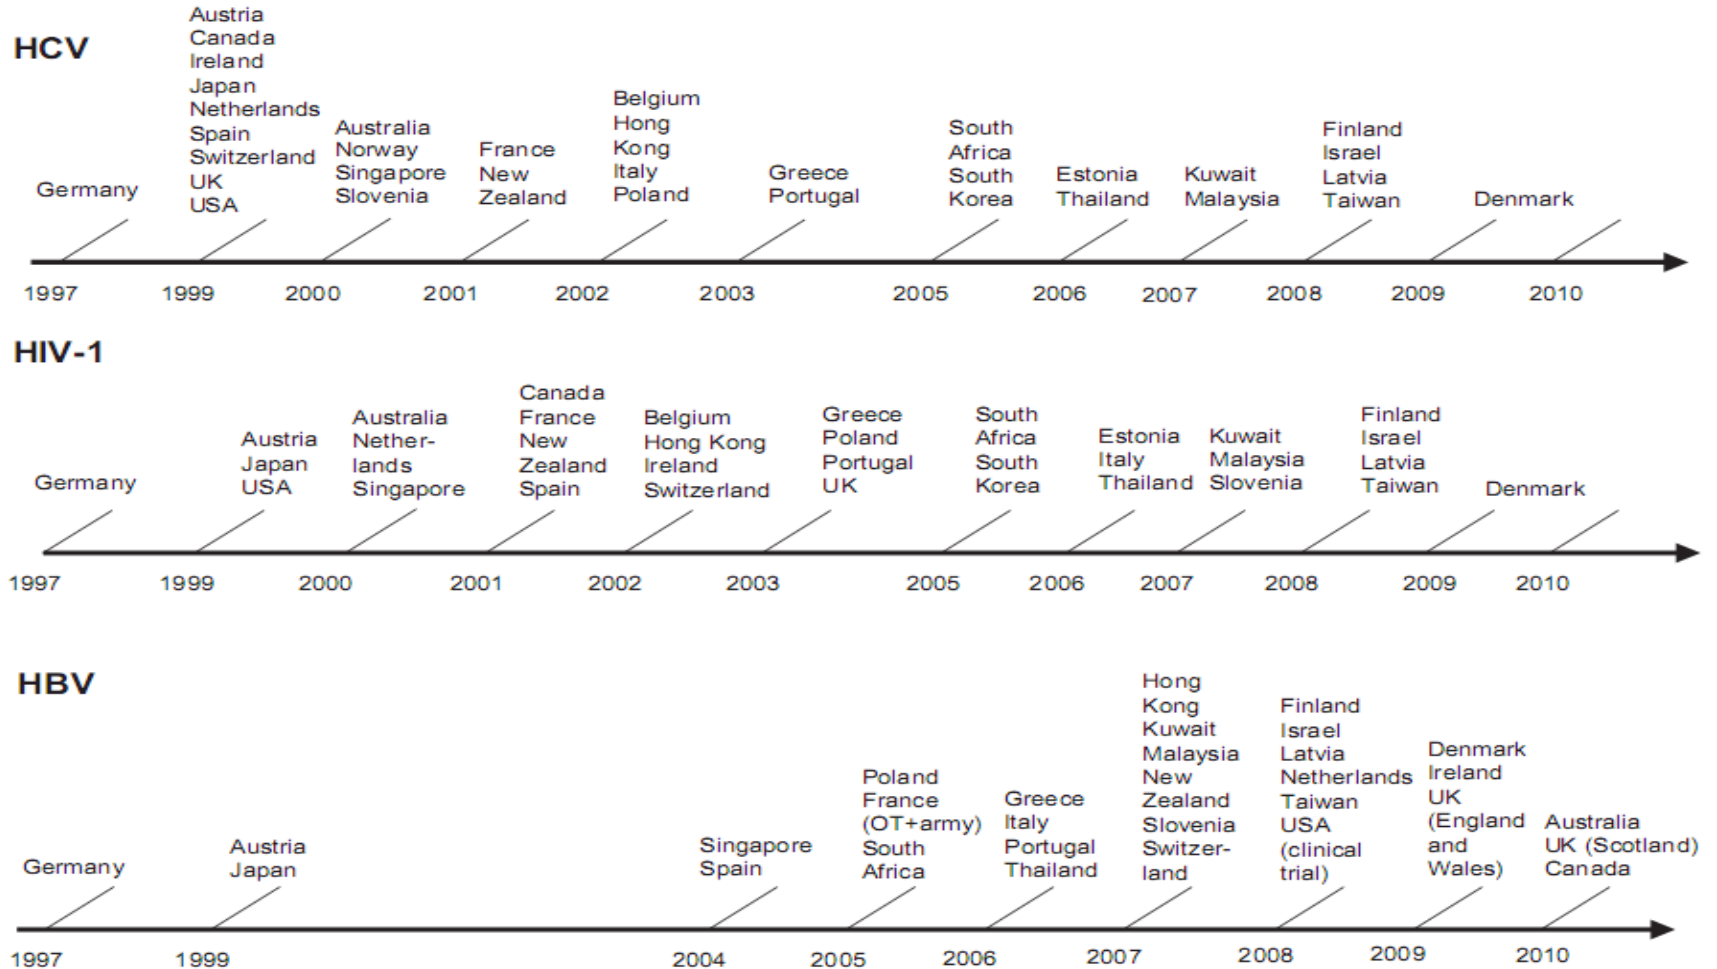 HCV
Germany
Austria
Canada
Ireland
Japan
Netherlands
Spain
Switzerland
UK
USA
Australia
Norway
Singapore
Slovenia
France
New
Zealand
Belgium
Hong
Kong
Italy
Poland
Greece
Portugal
South
Africa
South
Korea
Estonia
Thailand
Kuwait
Malaysia
Finland
Israel
Latvia
Taiwan
Denmark
1997 1999 2000 2001 2002 2003 2005 2006 2007 2008 2009 2010
HIV-1
Germany
Austria
Japan
USA
Australia
Nether-
lands
Singapore
Canada
France
New
Zealand
Spain
Belgium
Hong Kong
Ireland
Switzerland
Greece
Poland
Portugal
UK
South
Africa
South
Korea
Estonia
Italy
Thailand
Kuwait
Malaysia
Slovenia
Finland
Israel
Latvia
Taiwan
Denmark
1997 1999 2000 2001 2002 2003 2005 2006 2007 2008 2009 2010
HBV
Germany
Austria
Japan
Singapore
Spain
Poland
France
(OT+army)
South
Africa
Greece
Italy
Portugal
Thailand
Hong
Kong
Kuwait
Malaysia
New
Zealand
Slovenia
Switzer-
land
Finland
Israel
Latvia
Netherlands
Taiwan
USA
(clinical
trial)
Denmark
Ireland
UK
(England
and
Wales)
Australia
UK (Scotland)
Canada
1997 1999 2004 2005 2006 2007 2008 2009 2010